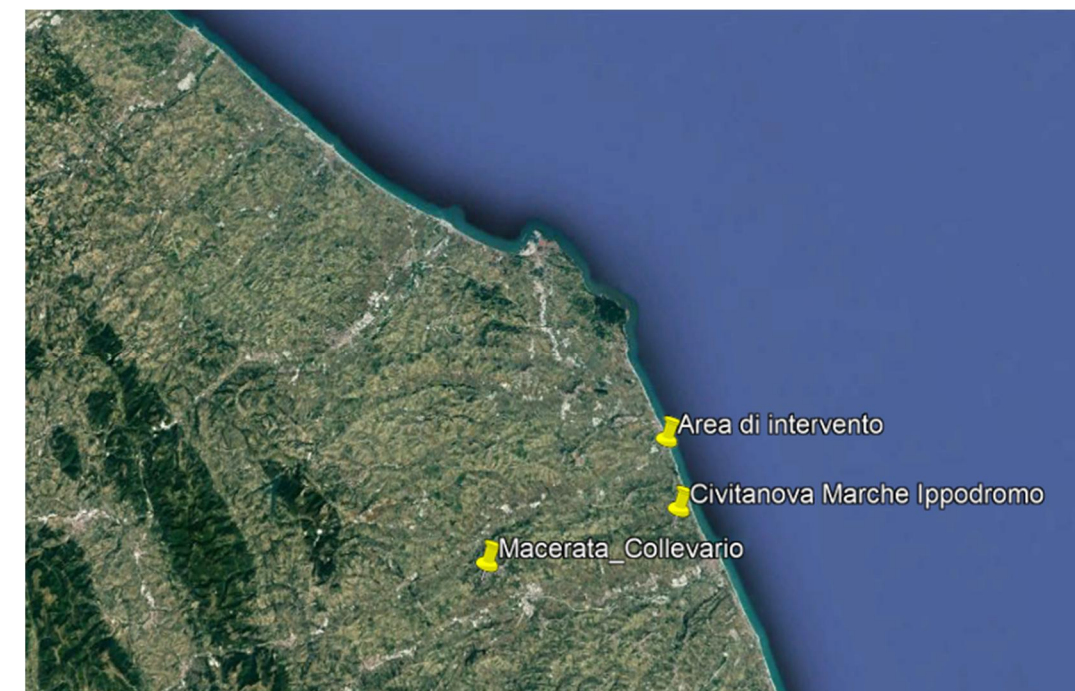 Area di intervento
Civitanova Marche Ippodromo
Macerata_Collevario